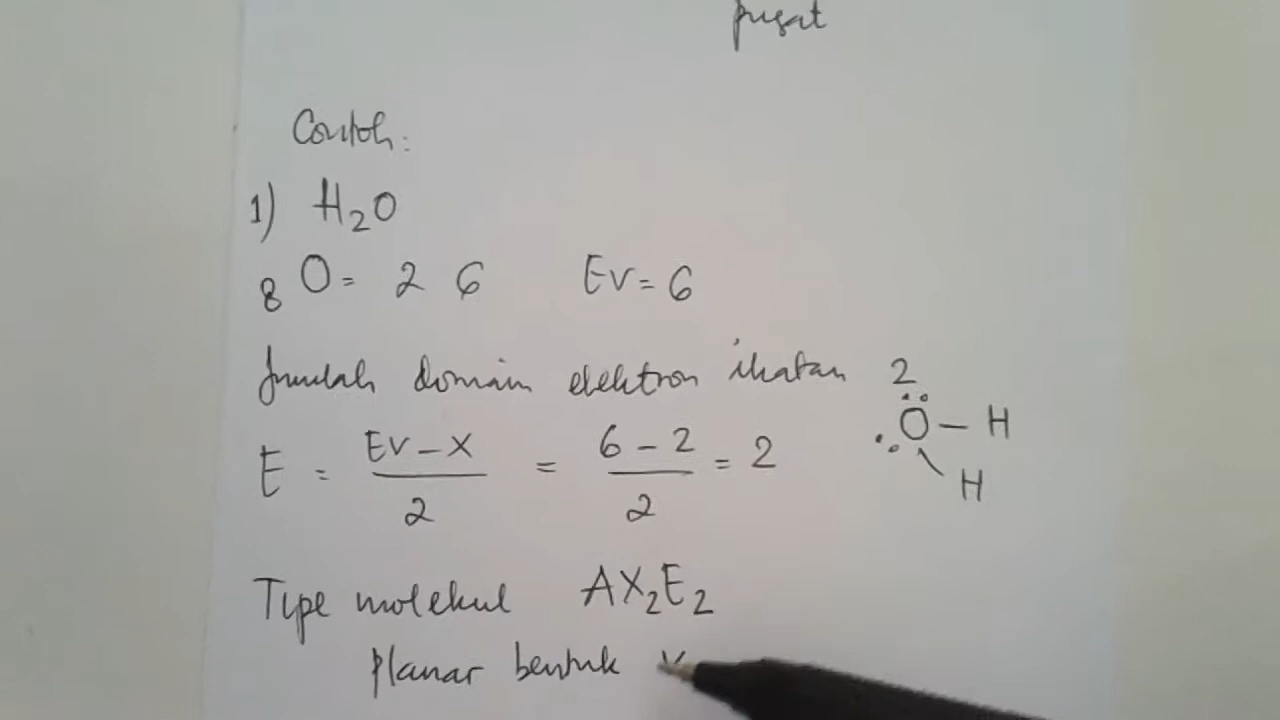 pusat
Contoh:
1) H₂O
₈O = 2 6 Ev = 6
Jumlah domain elektron ikatan 2
E = Ev - X / 2 = 6 - 2 / 2 = 2
O - H
H
Tipe molekul AX₂E₂
planar bentuk V